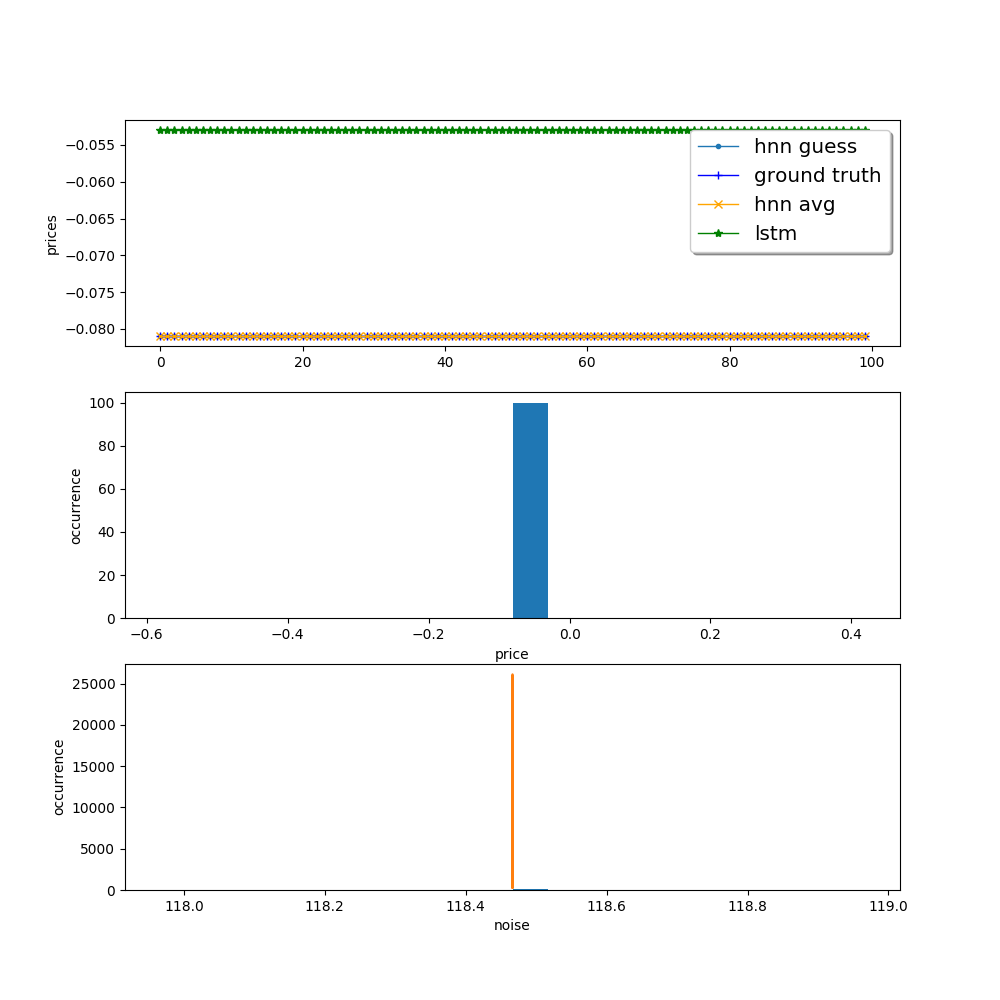 −0.055
−0.060
−0.065
−0.070
−0.075
−0.080
prices
0 20 40 60 80 100
hnn guess
ground truth
hnn avg
lstm
100
80
60
40
20
0
occurrence
−0.6 −0.4 −0.2 0.0 0.2 0.4
price
25000
20000
15000
10000
5000
0
occurrence
118.0 118.2 118.4 118.6 118.8 119.0
noise